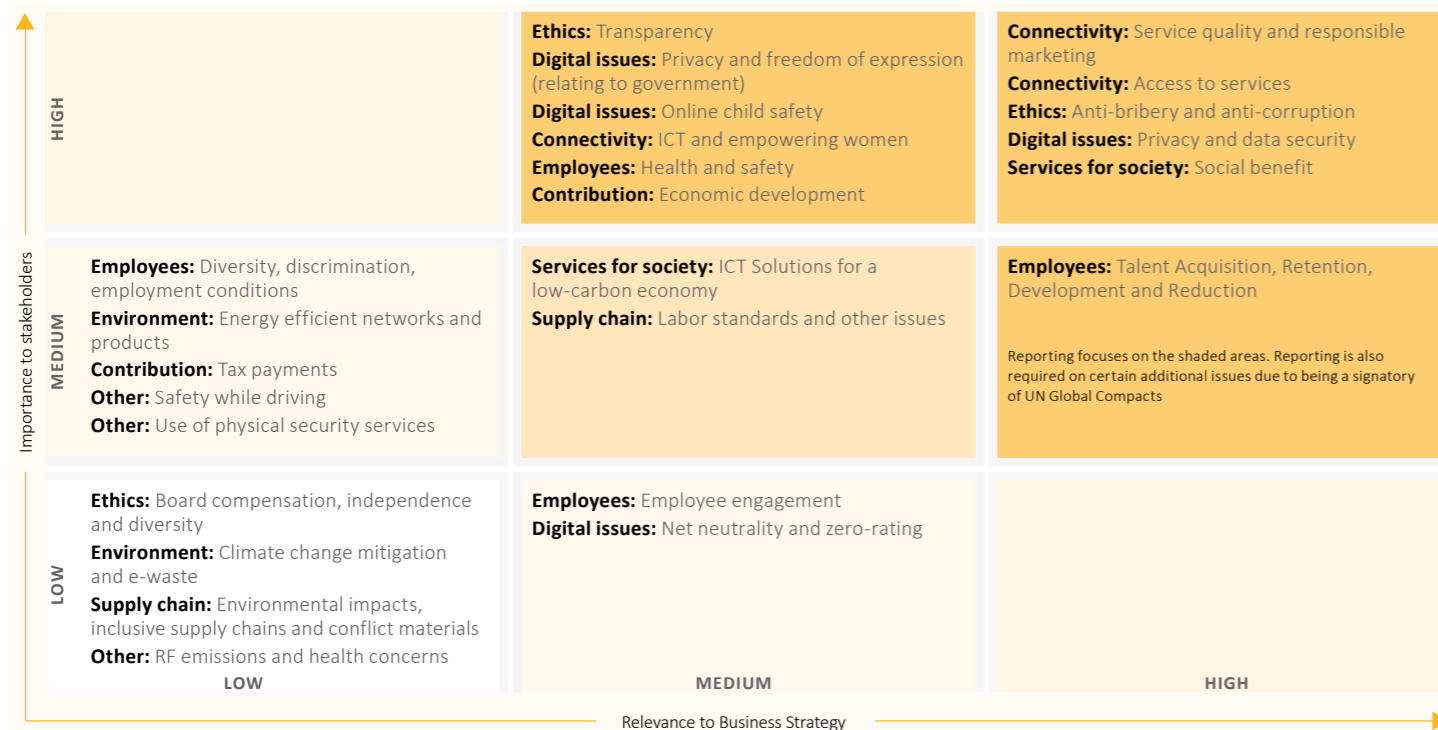 HIGH
Ethics: Transparency
Digital issues: Privacy and freedom of expression
(relating to government)
Digital issues: Online child safety
Connectivity: ICT and empowering women
Employees: Health and safety
Contribution: Economic development
Connectivity: Service quality and responsible
marketing
Connectivity: Access to services
Ethics: Anti-bribery and anti-corruption
Digital issues: Privacy and data security
Services for society: Social benefit
Importance to stakeholders
MEDIUM
Employees: Diversity, discrimination,
employment conditions
Environment: Energy efficient networks and
products
Contribution: Tax payments
Other: Safety while driving
Other: Use of physical security services
Services for society: ICT Solutions for a
low-carbon economy
Supply chain: Labor standards and other issues
Employees: Talent Acquisition, Retention,
Development and Reduction
Reporting focuses on the shaded areas. Reporting is also
required on certain additional issues due to being a signatory
of UN Global Compacts
LOW
Ethics: Board compensation, independence
and diversity
Environment: Climate change mitigation
and e-waste
Supply chain: Environmental impacts,
inclusive supply chains and conflict materials
Other: RF emissions and health concerns
Employees: Employee engagement
Digital issues: Net neutrality and zero-rating
LOW
MEDIUM
HIGH
Relevance to Business Strategy